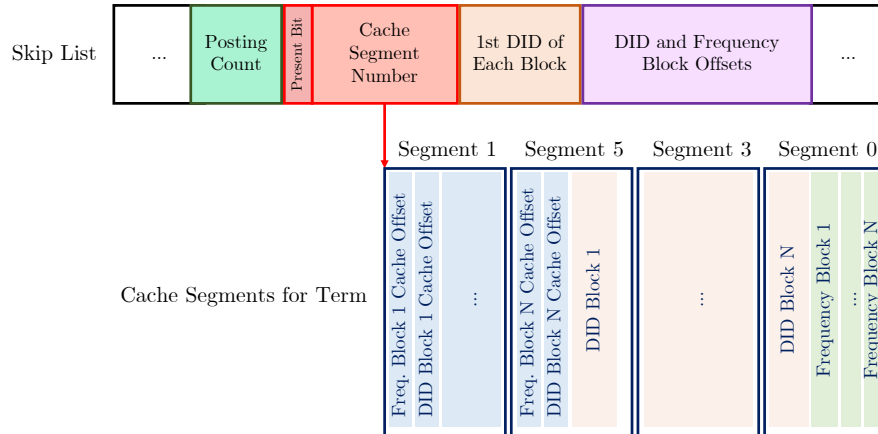 Skip List
...
Posting
Count
Present Bit
Cache
Segment
Number
1st DID of
Each Block
DID and Frequency
Block Offsets
...
Segment 1
Segment 5
Segment 3
Segment 0
Cache Segments for Term
Freq. Block 1 Cache Offset
DID Block 1 Cache Offset
...
Freq. Block N Cache Offset
DID Block N Cache Offset
DID Block 1
...
DID Block N
Frequency Block 1
...
Frequency Block N